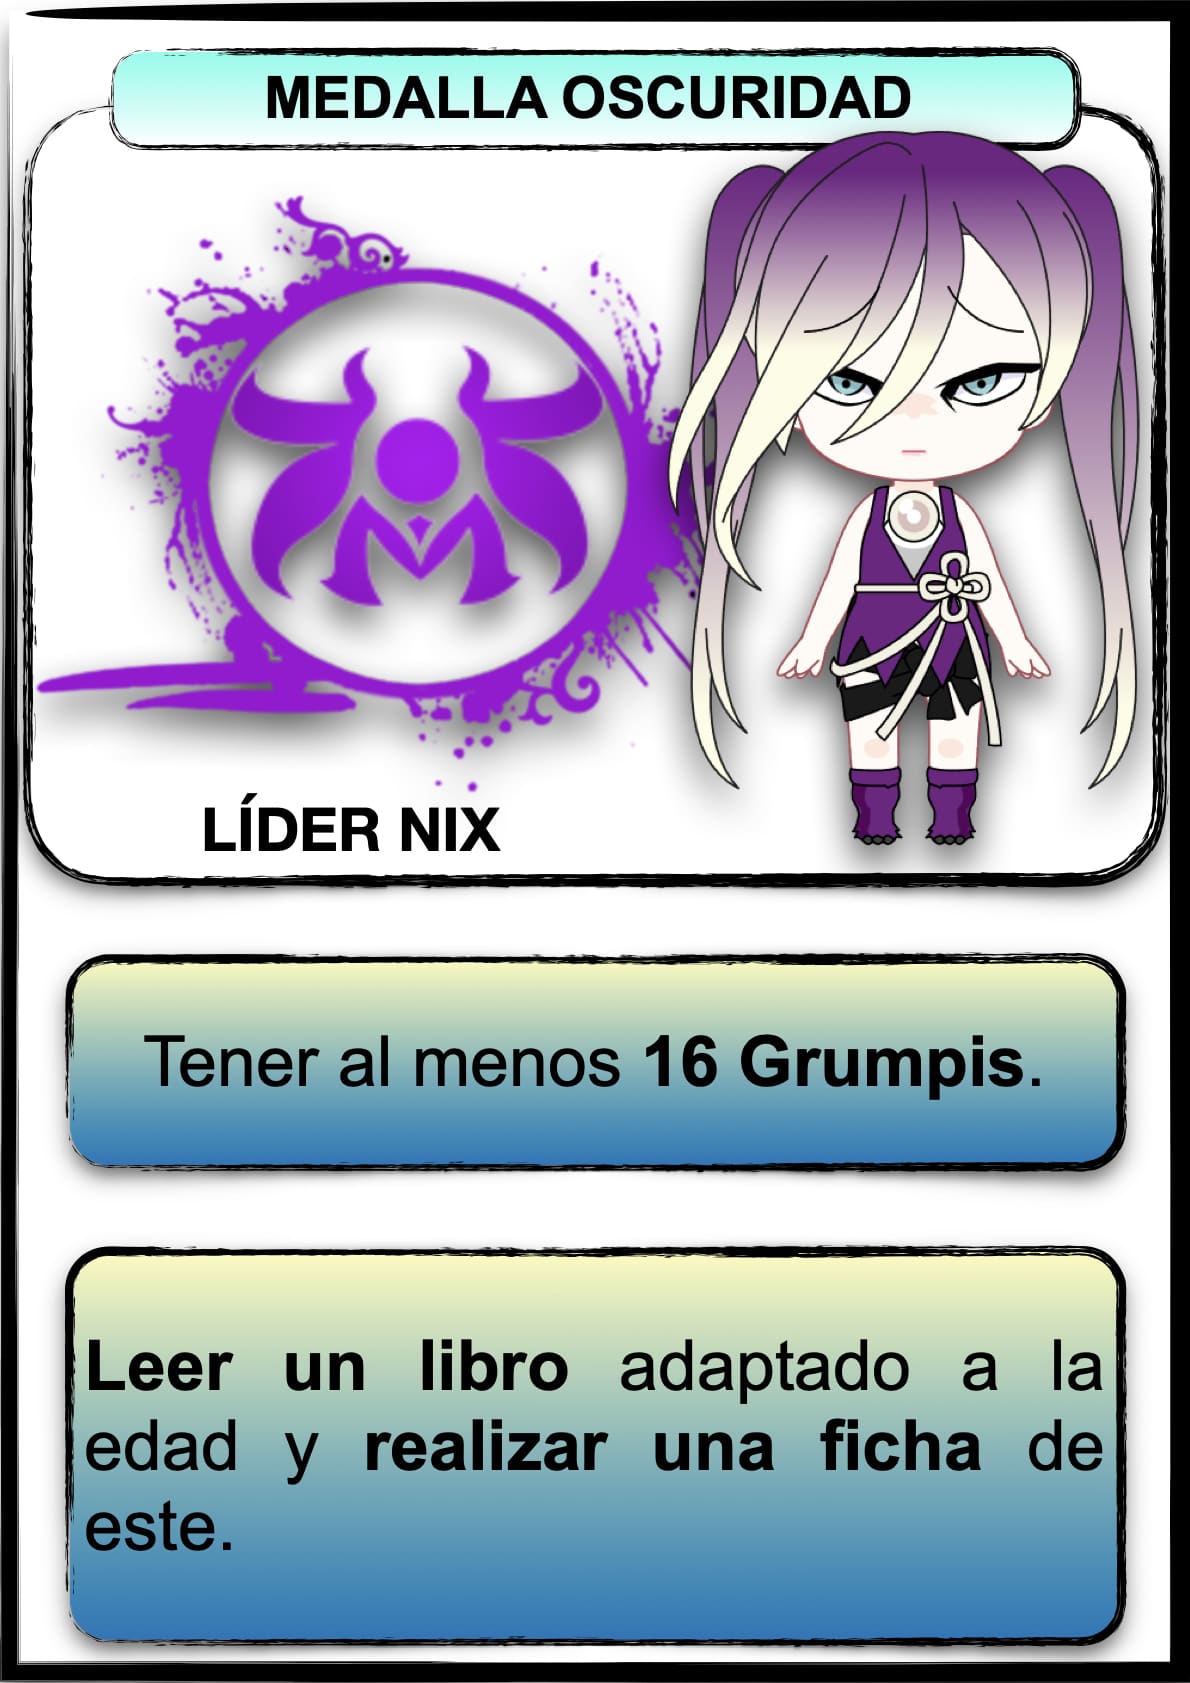 MEDALLA OSCURIDAD
LÍDER NIX
Tener al menos 16 Grumpis.
Leer un libro adaptado a la
edad y realizar una ficha de
este.